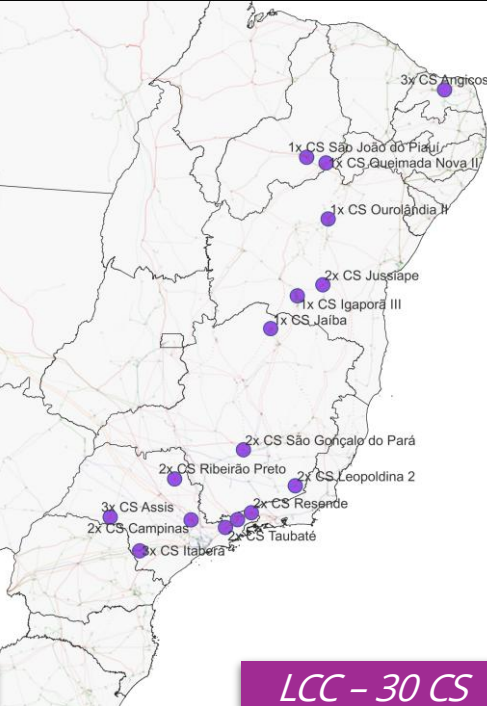 3x CS Angicos
1x CS São João do Piauí
1x CS Queimada Nova II
1x CS Ourolândia II
2x CS Jussiape
1x CS Igaporã III
1x CS Jaíba
2x CS São Gonçalo do Pará
2x CS Ribeirão Preto
2x CS Leopoldina 2
3x CS Assis
2x CS Resende
2x CS Campinas
2x CS Taubaté
3x CS Itaberá
LCC – 30 CS